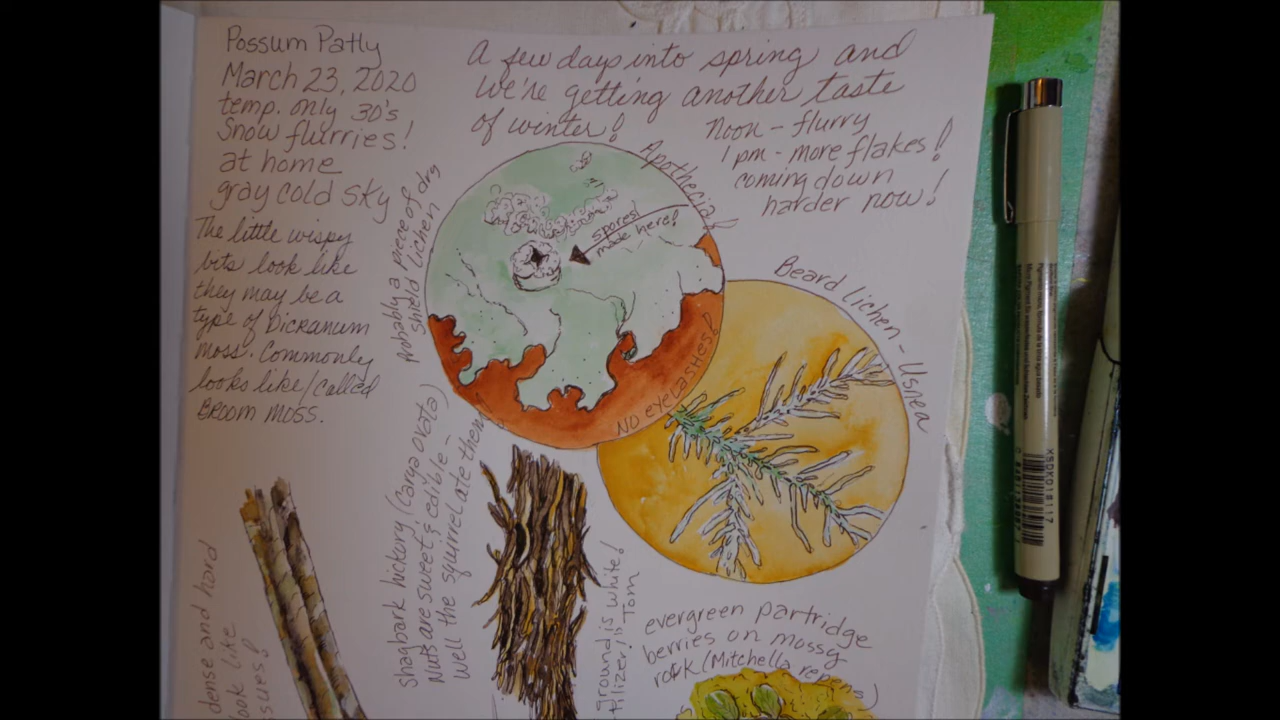 Possum Patly
March 23, 2020
temp. only 30's
Snow flurries!
at home
gray cold sky
The little wispy
bits look like
they may be a
type of Dicranum
moss. Commonly
looks like/called
BROOM MOSS.
A few days into spring and
we're getting another taste
of winter!
Noon - flurry
1 pm - more flakes!
coming down
harder now!
Apothecia
spores
made here!
probably a piece of dry
shield lichen
NO eyelashes!
Beard lichen - Usnea
Shagbark hickory (Carya ovata)
Nuts are sweet & edible -
well the squirrel ate them!
ground is white!
Tom
evergreen partridge
berries on mossy
rock (Mitchella repens)
dense and hard
look like
XSDK018117